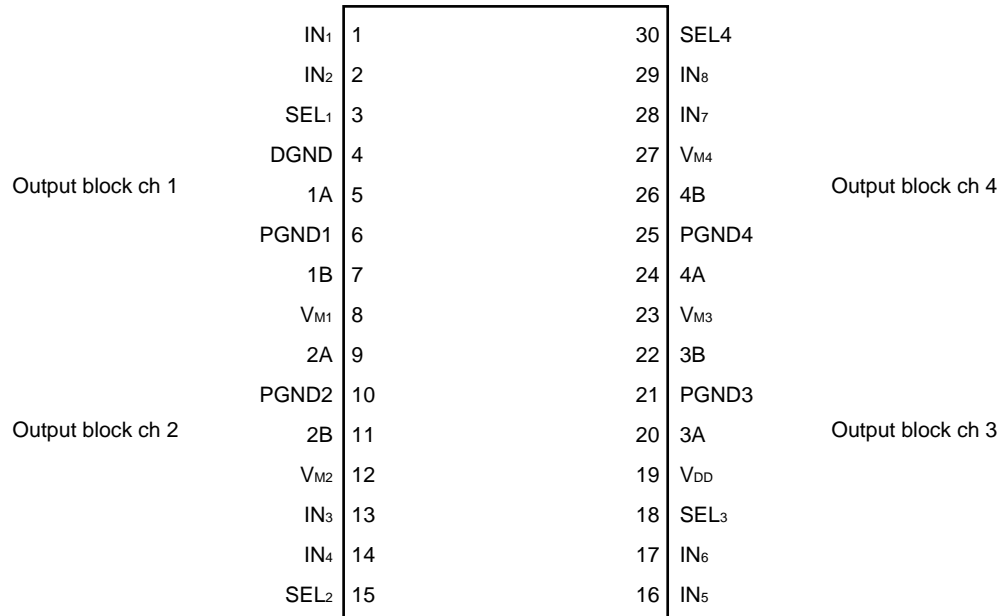 IN₁ 1 30 SEL4
IN₂ 2 29 IN₈
SEL₁ 3 28 IN₇
DGND 4 27 VM4
Output block ch 1 1A 5 26 4B Output block ch 4
PGND1 6 25 PGND4
1B 7 24 4A
VM1 8 23 VM3
2A 9 22 3B
PGND2 10 21 PGND3
Output block ch 2 2B 11 20 3A Output block ch 3
VM2 12 19 VDD
IN₃ 13 18 SEL₃
IN₄ 14 17 IN₆
SEL₂ 15 16 IN₅